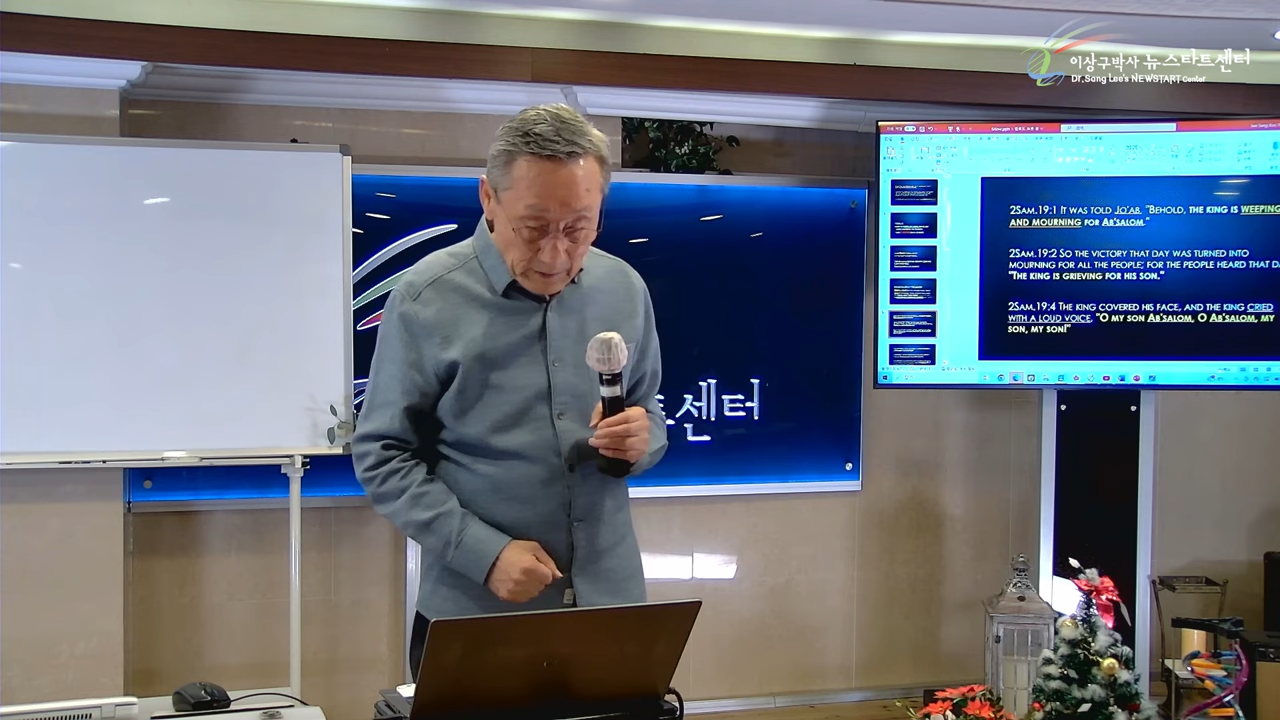 이상구박사 뉴스타트센터
Dr. Sang Lee's NEWSTART Center
2SAM.19:1 IT WAS TOLD JO'AB, "BEHOLD, THE KING IS WEEPING
AND MOURNING FOR AB'SALOM."
2SAM.19:2 SO THE VICTORY THAT DAY WAS TURNED INTO
MOURNING FOR ALL THE PEOPLE; FOR THE PEOPLE HEARD THAT
"THE KING IS GRIEVING FOR HIS SON."
2SAM.19:4 THE KING COVERED HIS FACE, AND THE KING CRIED
WITH A LOUD VOICE, "O MY SON AB'SALOM, O AB'SALOM, MY
SON, MY SON!"
센터